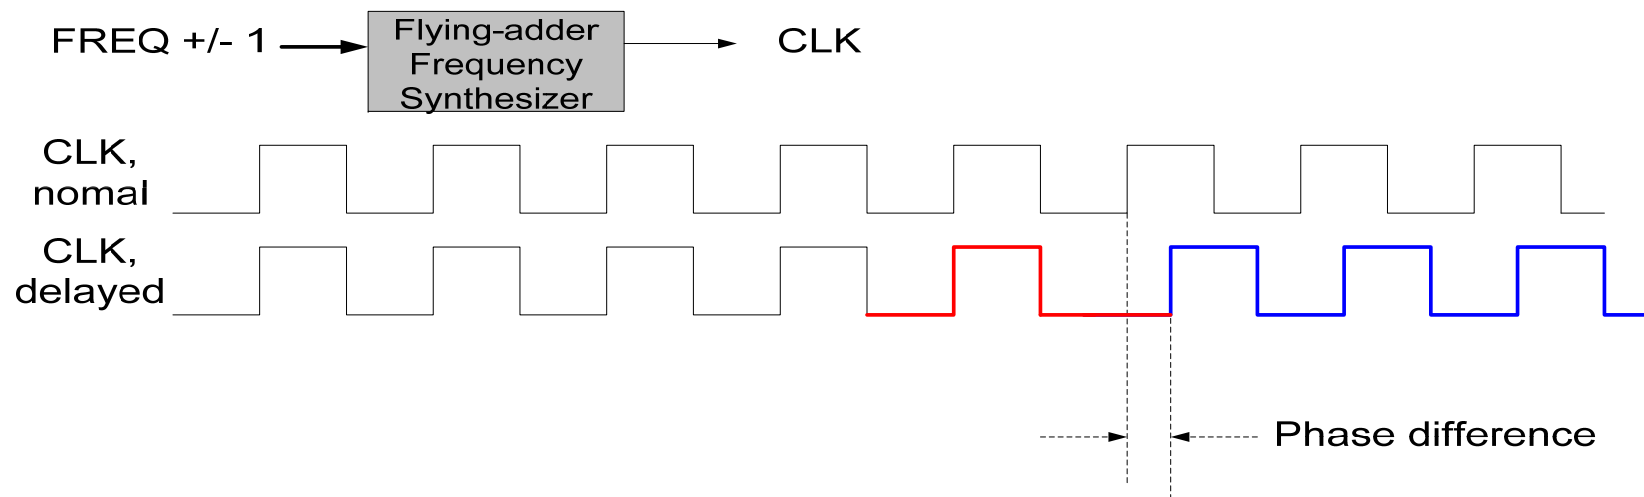 FREQ +/- 1
Flying-adder
Frequency
Synthesizer
CLK
CLK,
nomal
CLK,
delayed
Phase difference